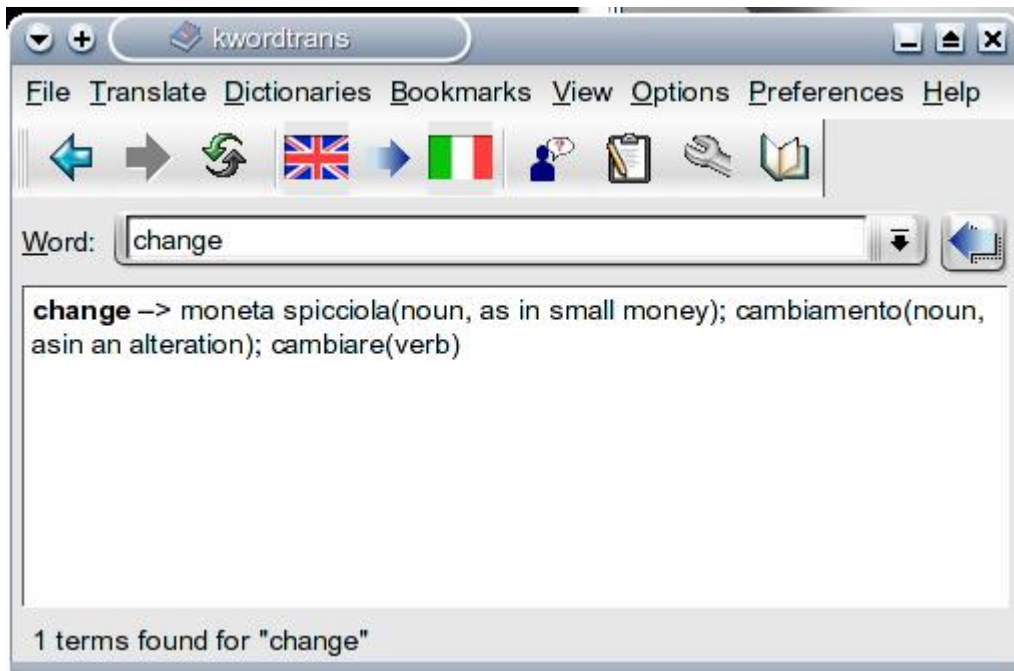 kwordtrans
File Translate Dictionaries Bookmarks View Options Preferences Help
Word: change
change --> moneta spicciola(noun, as in small money); cambiamento(noun,
asin an alteration); cambiare(verb)
1 terms found for "change"